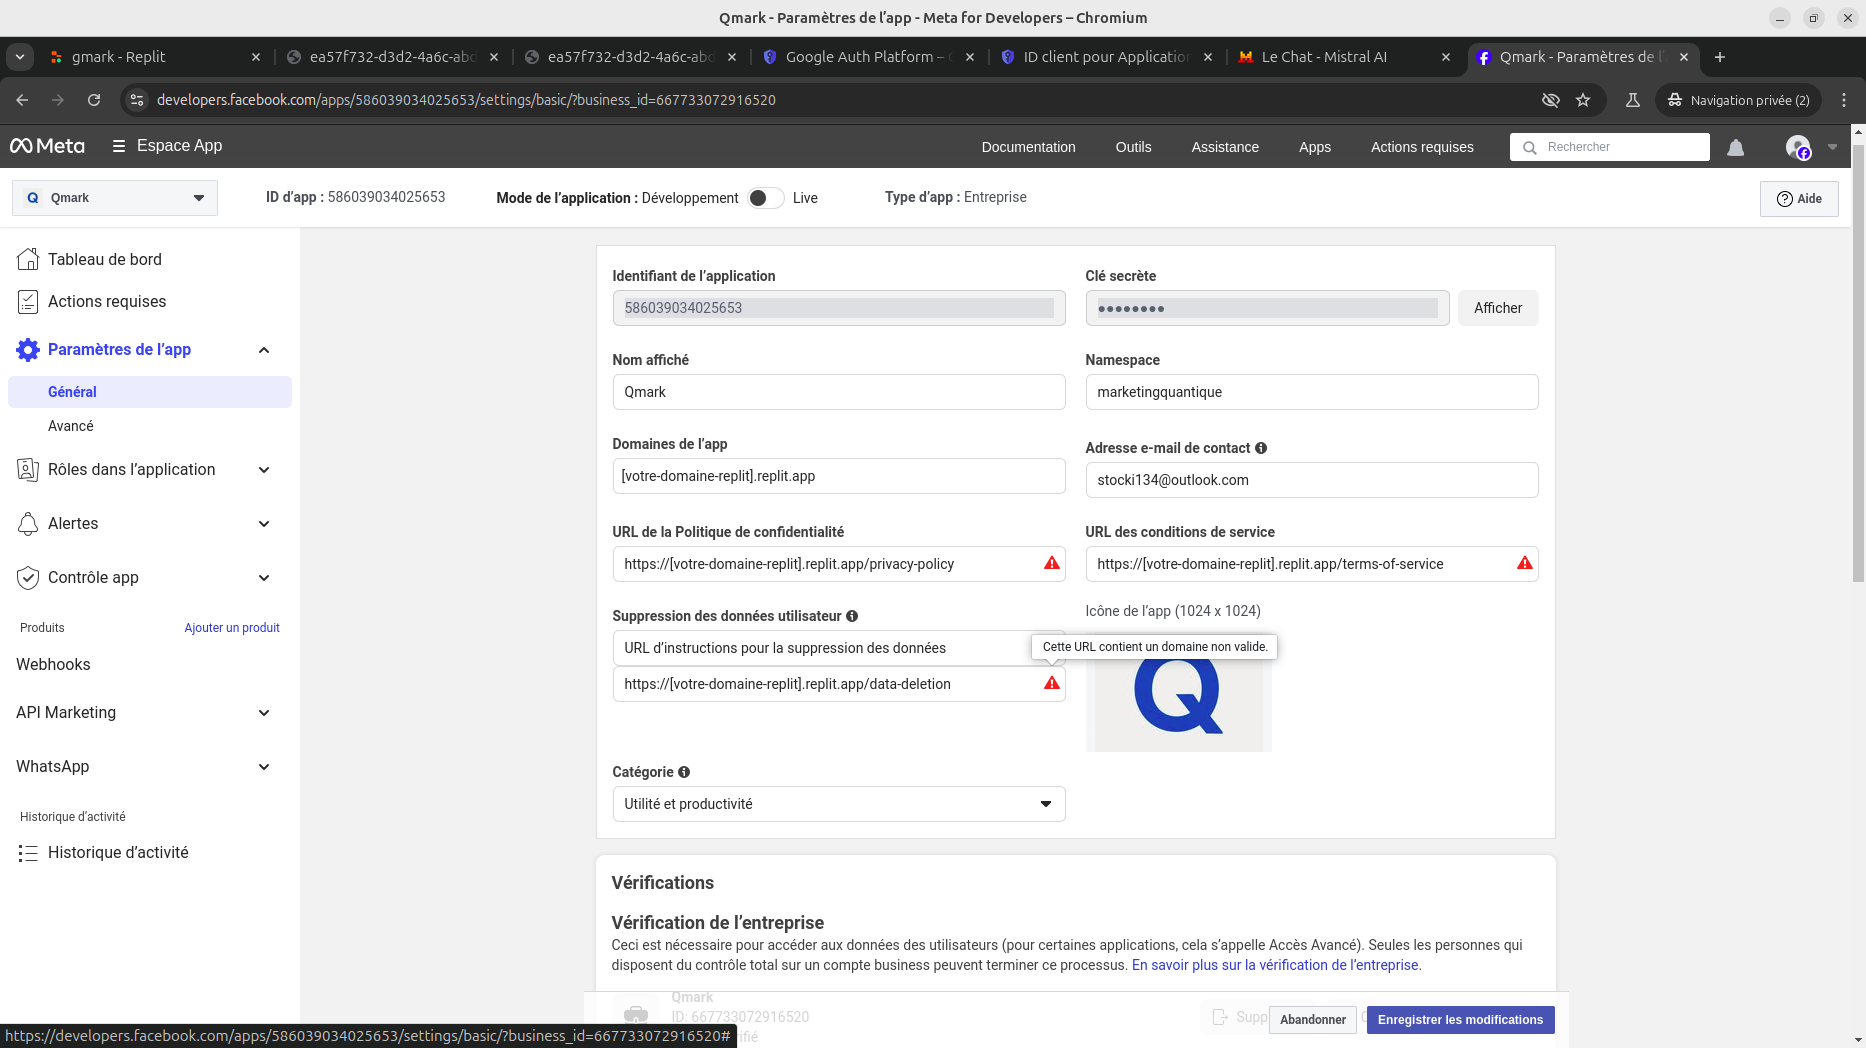 Qmark - Paramètres de l’app - Meta for Developers – Chromium
gmark - Replit
ea57f732-d3d2-4a6c-abd
ea57f732-d3d2-4a6c-abd
Google Auth Platform –
ID client pour Application
Le Chat - Mistral AI
Qmark - Paramètres de l’
developers.facebook.com/apps/586039034025653/settings/basic/?business_id=667733072916520
Navigation privée (2)
Meta
Espace App
Documentation
Outils
Assistance
Apps
Actions requises
Rechercher
Q Qmark
ID d’app : 586039034025653
Mode de l’application : Développement
Live
Type d’app : Entreprise
Aide
Tableau de bord
Actions requises
Paramètres de l’app
Général
Avancé
Rôles dans l’application
Alertes
Contrôle app
Produits
Ajouter un produit
Webhooks
API Marketing
WhatsApp
Historique d’activité
Historique d’activité
Identifiant de l’application
586039034025653
Clé secrète
••••••••
Afficher
Nom affiché
Qmark
Namespace
marketingquantique
Domaines de l’app
[votre-domaine-replit].replit.app
Adresse e-mail de contact
stocki134@outlook.com
URL de la Politique de confidentialité
https://[votre-domaine-replit].replit.app/privacy-policy
URL des conditions de service
https://[votre-domaine-replit].replit.app/terms-of-service
Suppression des données utilisateur
URL d’instructions pour la suppression des données
https://[votre-domaine-replit].replit.app/data-deletion
Icône de l’app (1024 x 1024)
Cette URL contient un domaine non valide.
Q
Catégorie
Utilité et productivité
Vérifications
Vérification de l’entreprise
Ceci est nécessaire pour accéder aux données des utilisateurs (pour certaines applications, cela s’appelle Accès Avancé). Seules les personnes qui
disposent du contrôle total sur un compte business peuvent terminer ce processus. En savoir plus sur la vérification de l’entreprise.
Qmark
ID: 667733072916520
Supp
Abandonner
Enregistrer les modifications
https://developers.facebook.com/apps/586039034025653/settings/basic/?business_id=667733072916520#